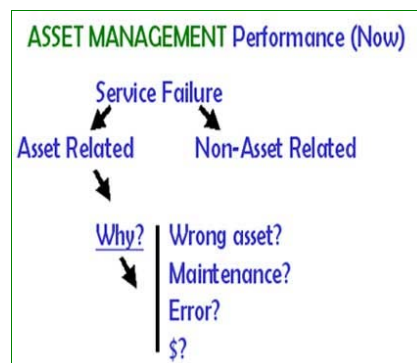 ASSET MANAGEMENT Performance (Now)
Service Failure
Asset Related Non-Asset Related
Why? Wrong asset?
Maintenance?
Error?
$?